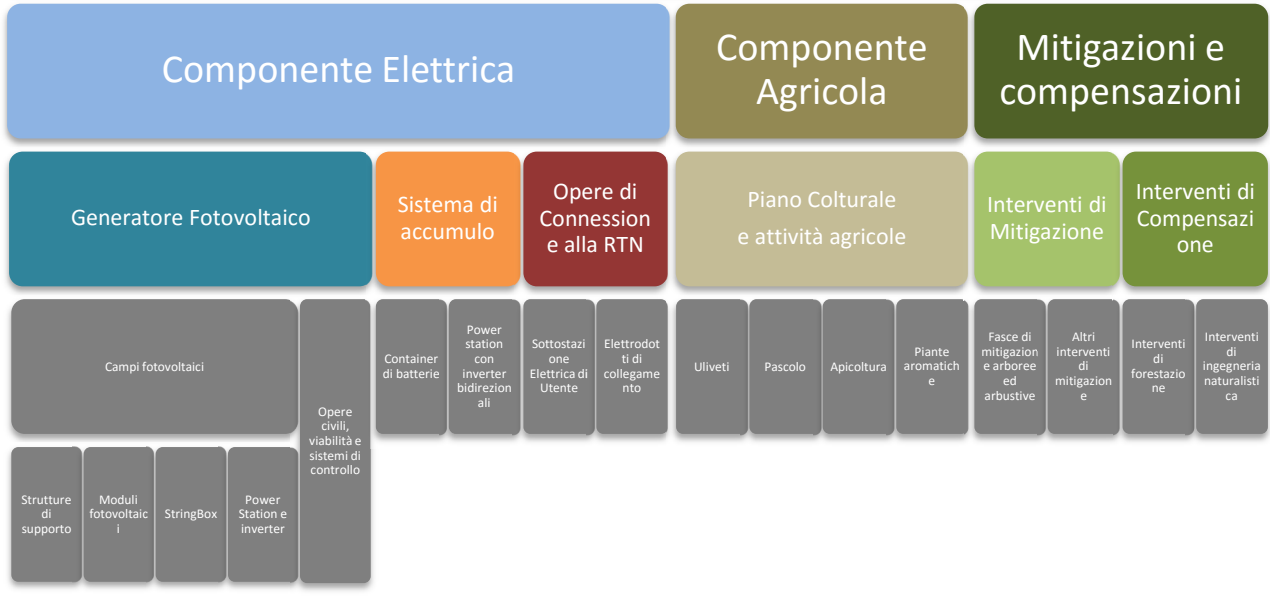 Componente Elettrica
Componente
Agricola
Mitigazioni e
compensazioni
Generatore Fotovoltaico
Sistema di
accumulo
Opere di
Connession
e alla RTN
Piano Colturale
e attività agricole
Interventi di
Mitigazione
Interventi di
Compensazi
one
Campi fotovoltaici
Opere
civili,
viabilità e
sistemi di
controllo
Container
di batterie
Power
station
con
inverter
bidirezion
ali
Sottostazi
one
Elettrica di
Utente
Elettrodot
ti di
collegame
nto
Uliveti
Pascolo
Apicoltura
Piante
aromatich
e
Fasce di
mitigazion
e arboree
ed
arbustive
Altri
interventi
di
mitigazion
e
Interventi
di
forestazio
ne
Interventi
di
ingegneria
naturalisti
ca
Strutture
di
supporto
Moduli
fotovoltaic
i
StringBox
Power
Station e
inverter